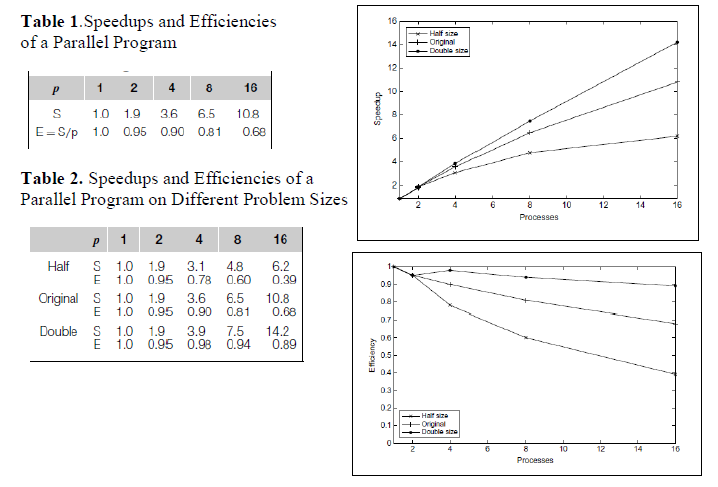 Table 1.Speedups and Efficiencies
of a Parallel Program
p 1 2 4 8 16
S 1.0 1.9 3.6 6.5 10.8
E = S/p 1.0 0.95 0.90 0.81 0.68
Table 2. Speedups and Efficiencies of a
Parallel Program on Different Problem Sizes
p 1 2 4 8 16
Half S 1.0 1.9 3.1 4.8 6.2
E 1.0 0.95 0.78 0.60 0.39
Original S 1.0 1.9 3.6 6.5 10.8
E 1.0 0.95 0.90 0.81 0.68
Double S 1.0 1.9 3.9 7.5 14.2
E 1.0 0.95 0.98 0.94 0.89
16
14
12
10
8
6
4
2
Speedup
Half size
Original
Double size
2 4 6 8 10 12 14 16
Processes
1
0.9
0.8
0.7
0.6
0.5
0.4
0.3
0.2
0.1
0
Efficiency
Half size
Original
Double size
2 4 6 8 10 12 14 16
Processes